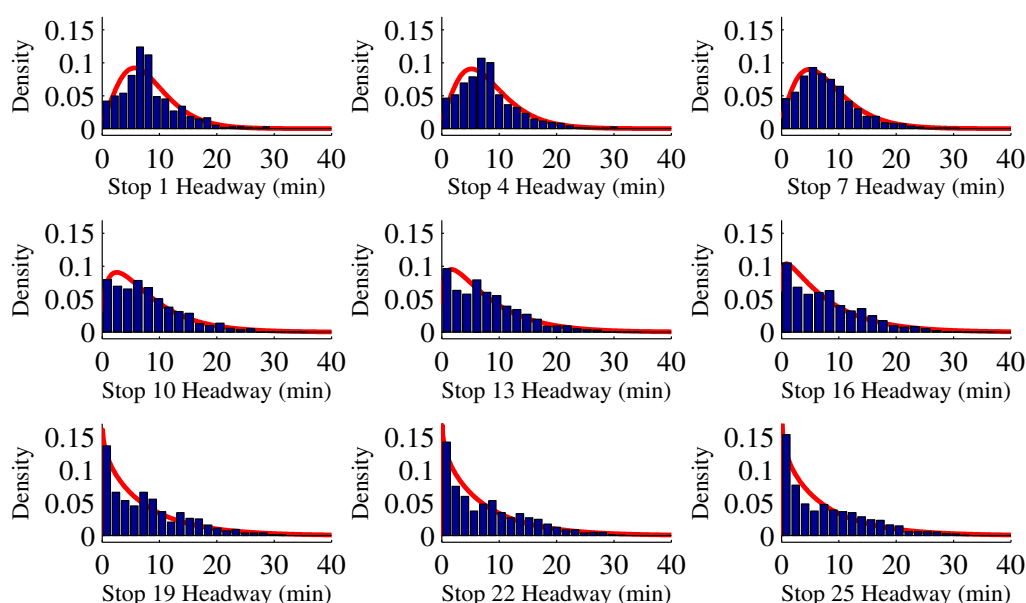 0.15 0.15 0.15
0.1 0.1 0.1
0.05 0.05 0.05
0 0 0
Density Density Density
0 10 20 30 40 0 10 20 30 40 0 10 20 30 40
Stop 1 Headway (min) Stop 4 Headway (min) Stop 7 Headway (min)
0.15 0.15 0.15
0.1 0.1 0.1
0.05 0.05 0.05
0 0 0
Density Density Density
0 10 20 30 40 0 10 20 30 40 0 10 20 30 40
Stop 10 Headway (min) Stop 13 Headway (min) Stop 16 Headway (min)
0.15 0.15 0.15
0.1 0.1 0.1
0.05 0.05 0.05
0 0 0
Density Density Density
0 10 20 30 40 0 10 20 30 40 0 10 20 30 40
Stop 19 Headway (min) Stop 22 Headway (min) Stop 25 Headway (min)